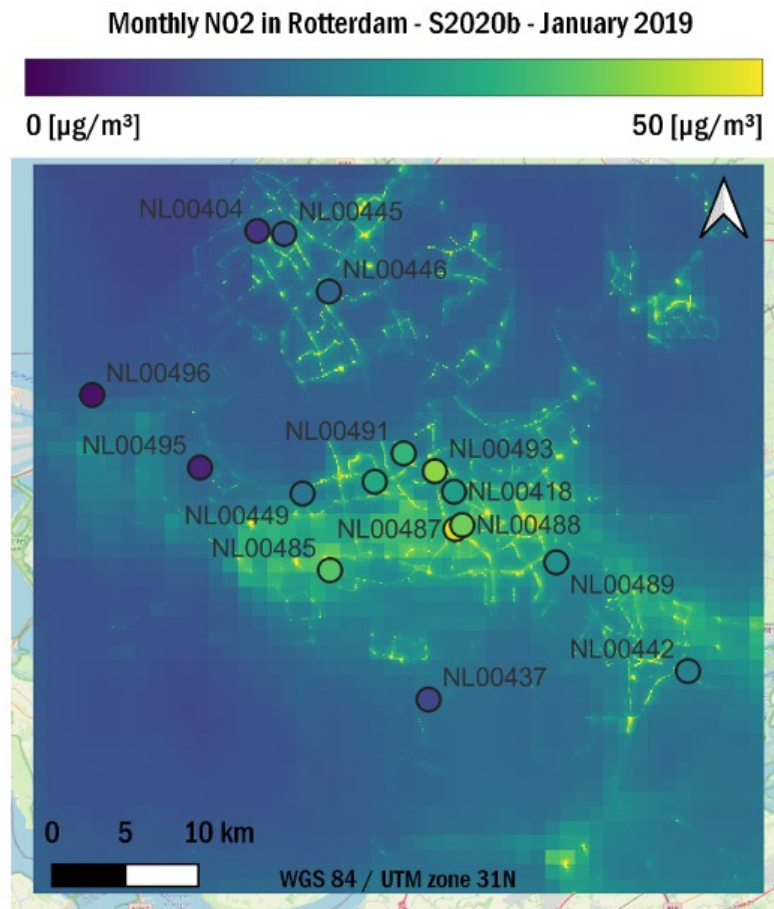 Monthly NO2 in Rotterdam - S2020b - January 2019
0 [µg/m³]
50 [µg/m³]
NL00404
NL00445
NL00446
NL00496
NL00491
NL00495
NL00493
NL00418
NL00449
NL00487
NL00488
NL00485
NL00489
NL00442
NL00437
0 5 10 km
WGS 84 / UTM zone 31N